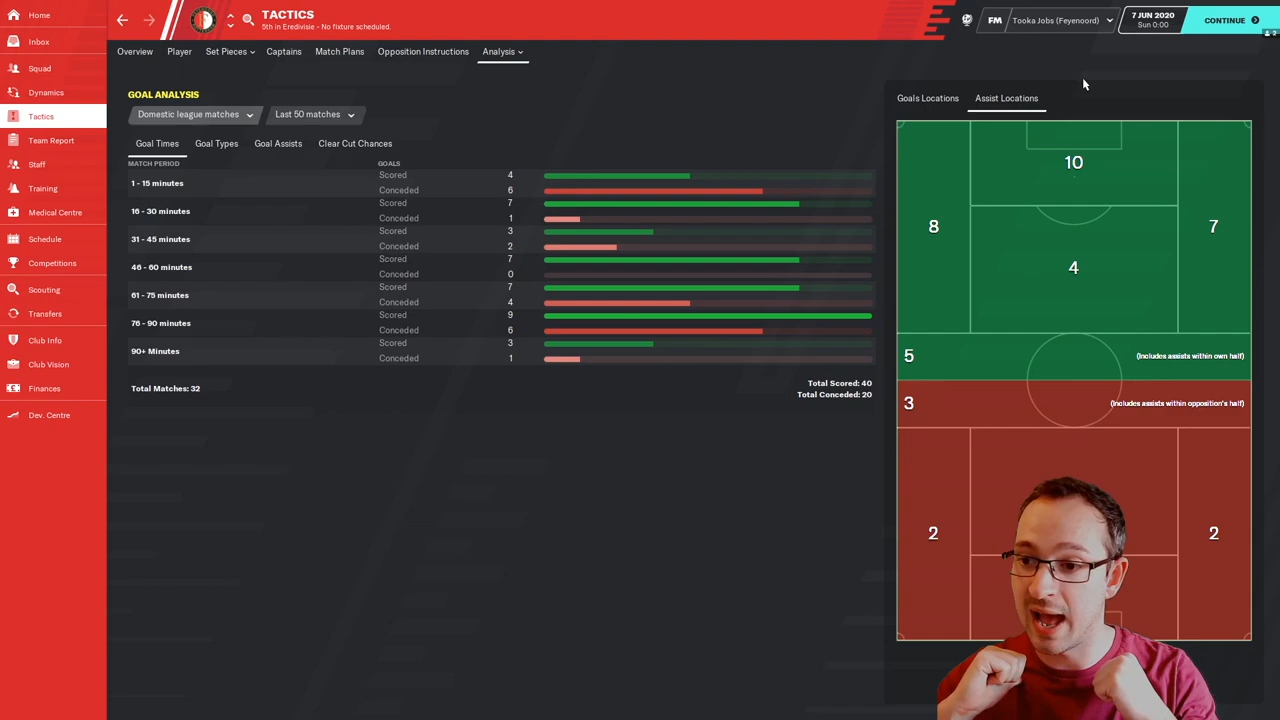 Home
Inbox
Squad
Dynamics
Tactics
Team Report
Staff
Training
Medical Centre
Schedule
Competitions
Scouting
Transfers
Club Info
Club Vision
Finances
Dev. Centre
TACTICS
5th in Eredivisie - No fixture scheduled.
FM Tooka Jobs (Feyenoord)
7 JUN 2020
Sun 0:00
CONTINUE
2
Overview Player Set Pieces Captains Match Plans Opposition Instructions Analysis
GOAL ANALYSIS
Domestic league matches Last 50 matches
Goal Times Goal Types Goal Assists Clear Cut Chances
MATCH PERIOD GOALS
1 - 15 minutes
Scored 4
Conceded 6
16 - 30 minutes
Scored 7
Conceded 1
31 - 45 minutes
Scored 3
Conceded 2
46 - 60 minutes
Scored 7
Conceded 0
61 - 75 minutes
Scored 7
Conceded 4
76 - 90 minutes
Scored 9
Conceded 6
90+ Minutes
Scored 3
Conceded 1
Total Matches: 32
Total Scored: 40
Total Conceded: 20
Goals Locations Assist Locations
10
8 7
4
5 (Includes assists within own half)
3 (Includes assists within opposition's half)
2 2